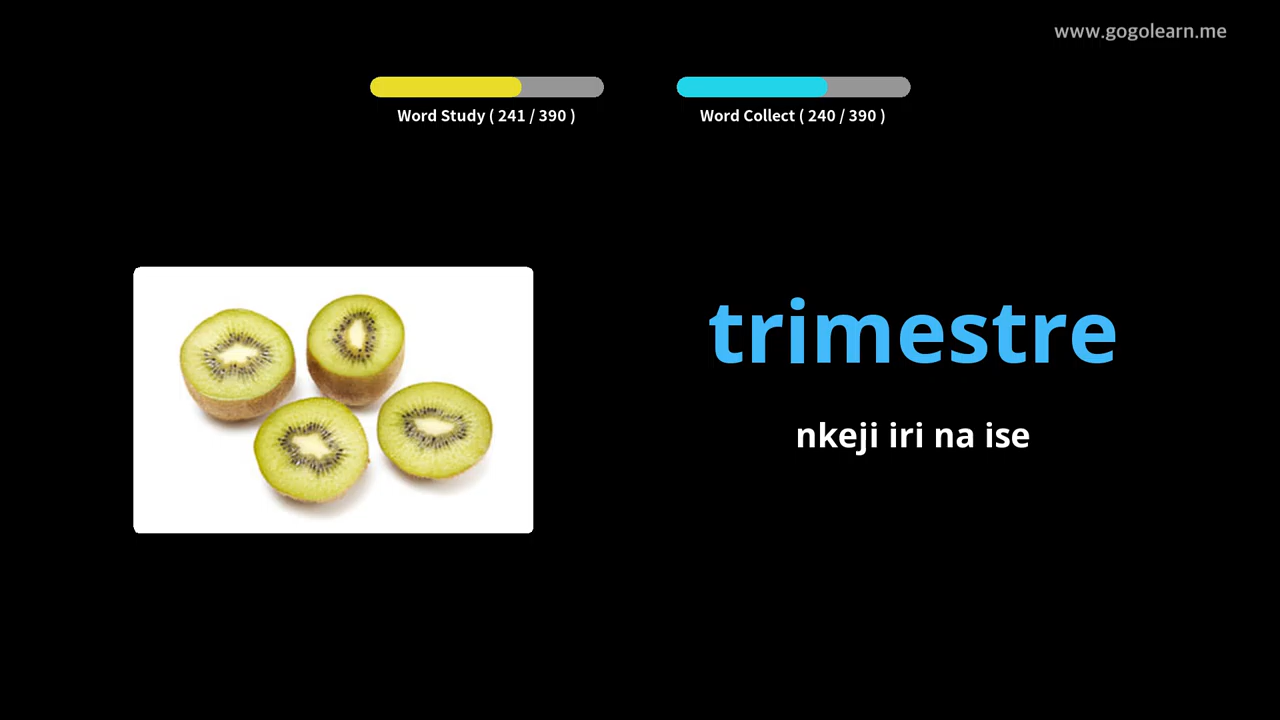 www.gogolearn.me
Word Study ( 241 / 390 )
Word Collect ( 240 / 390 )
trimestre
nkeji iri na ise